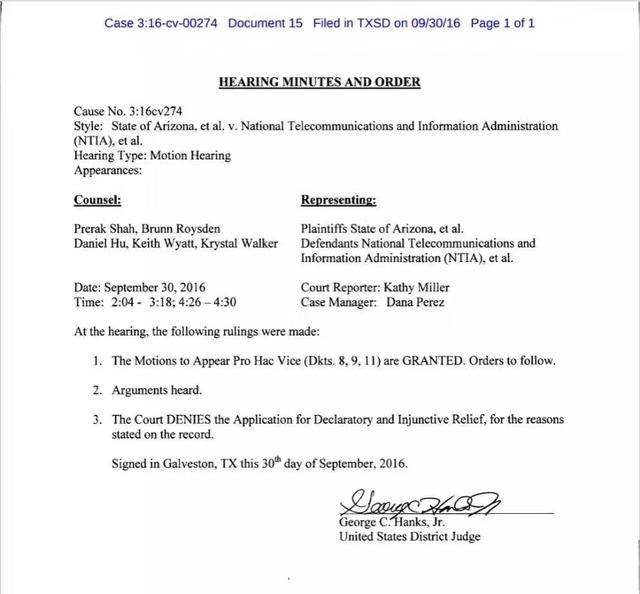 Case 3:16-cv-00274 Document 15 Filed in TXSD on 09/30/16 Page 1 of 1
HEARING MINUTES AND ORDER
Cause No. 3:16cv274
Style: State of Arizona, et al. v. National Telecommunications and Information Administration
(NTIA), et al.
Hearing Type: Motion Hearing
Appearances:
Counsel: Representing:
Prerak Shah, Brunn Roysden Plaintiffs State of Arizona, et al.
Daniel Hu, Keith Wyatt, Krystal Walker Defendants National Telecommunications and
Information Administration (NTIA), et al.
Date: September 30, 2016 Court Reporter: Kathy Miller
Time: 2:04 - 3:18; 4:26 – 4:30 Case Manager: Dana Perez
At the hearing, the following rulings were made:
1. The Motions to Appear Pro Hac Vice (Dkts. 8, 9, 11) are GRANTED. Orders to follow.
2. Arguments heard.
3. The Court DENIES the Application for Declaratory and Injunctive Relief, for the reasons
stated on the record.
Signed in Galveston, TX this 30th day of September, 2016.
George C. Hanks, Jr.
United States District Judge